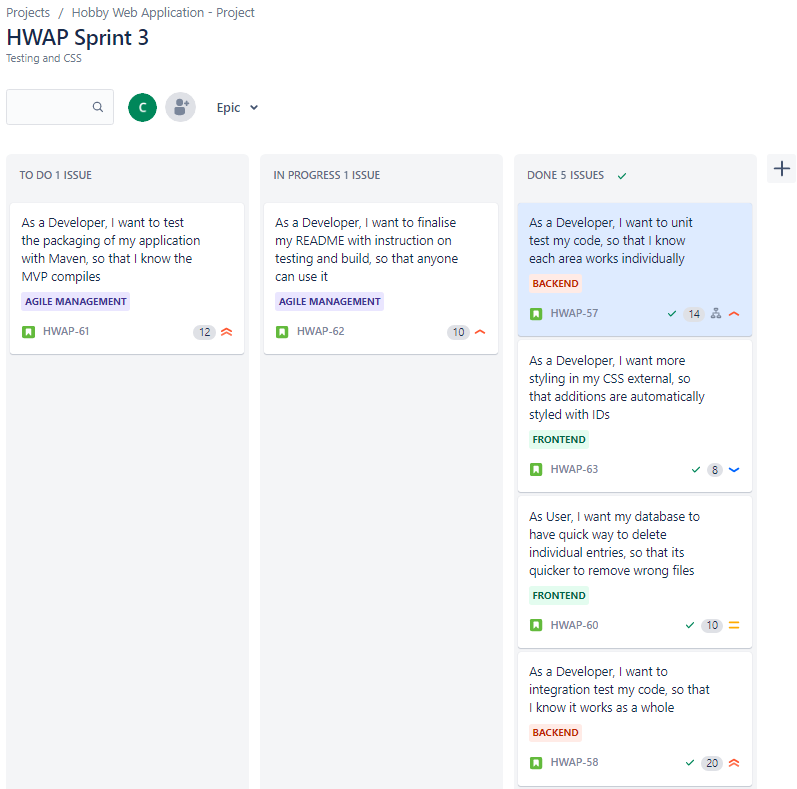 Projects / Hobby Web Application - Project
HWAP Sprint 3
Testing and CSS
C
Epic
TO DO 1 ISSUE
As a Developer, I want to test
the packaging of my application
with Maven, so that I know the
MVP compiles
AGILE MANAGEMENT
HWAP-61 12
IN PROGRESS 1 ISSUE
As a Developer, I want to finalise
my README with instruction on
testing and build, so that anyone
can use it
AGILE MANAGEMENT
HWAP-62 10
DONE 5 ISSUES
As a Developer, I want to unit
test my code, so that I know
each area works individually
BACKEND
HWAP-57 14
As a Developer, I want more
styling in my CSS external, so
that additions are automatically
styled with IDs
FRONTEND
HWAP-63 8
As User, I want my database to
have quick way to delete
individual entries, so that its
quicker to remove wrong files
FRONTEND
HWAP-60 10
As a Developer, I want to
integration test my code, so that
I know it works as a whole
BACKEND
HWAP-58 20